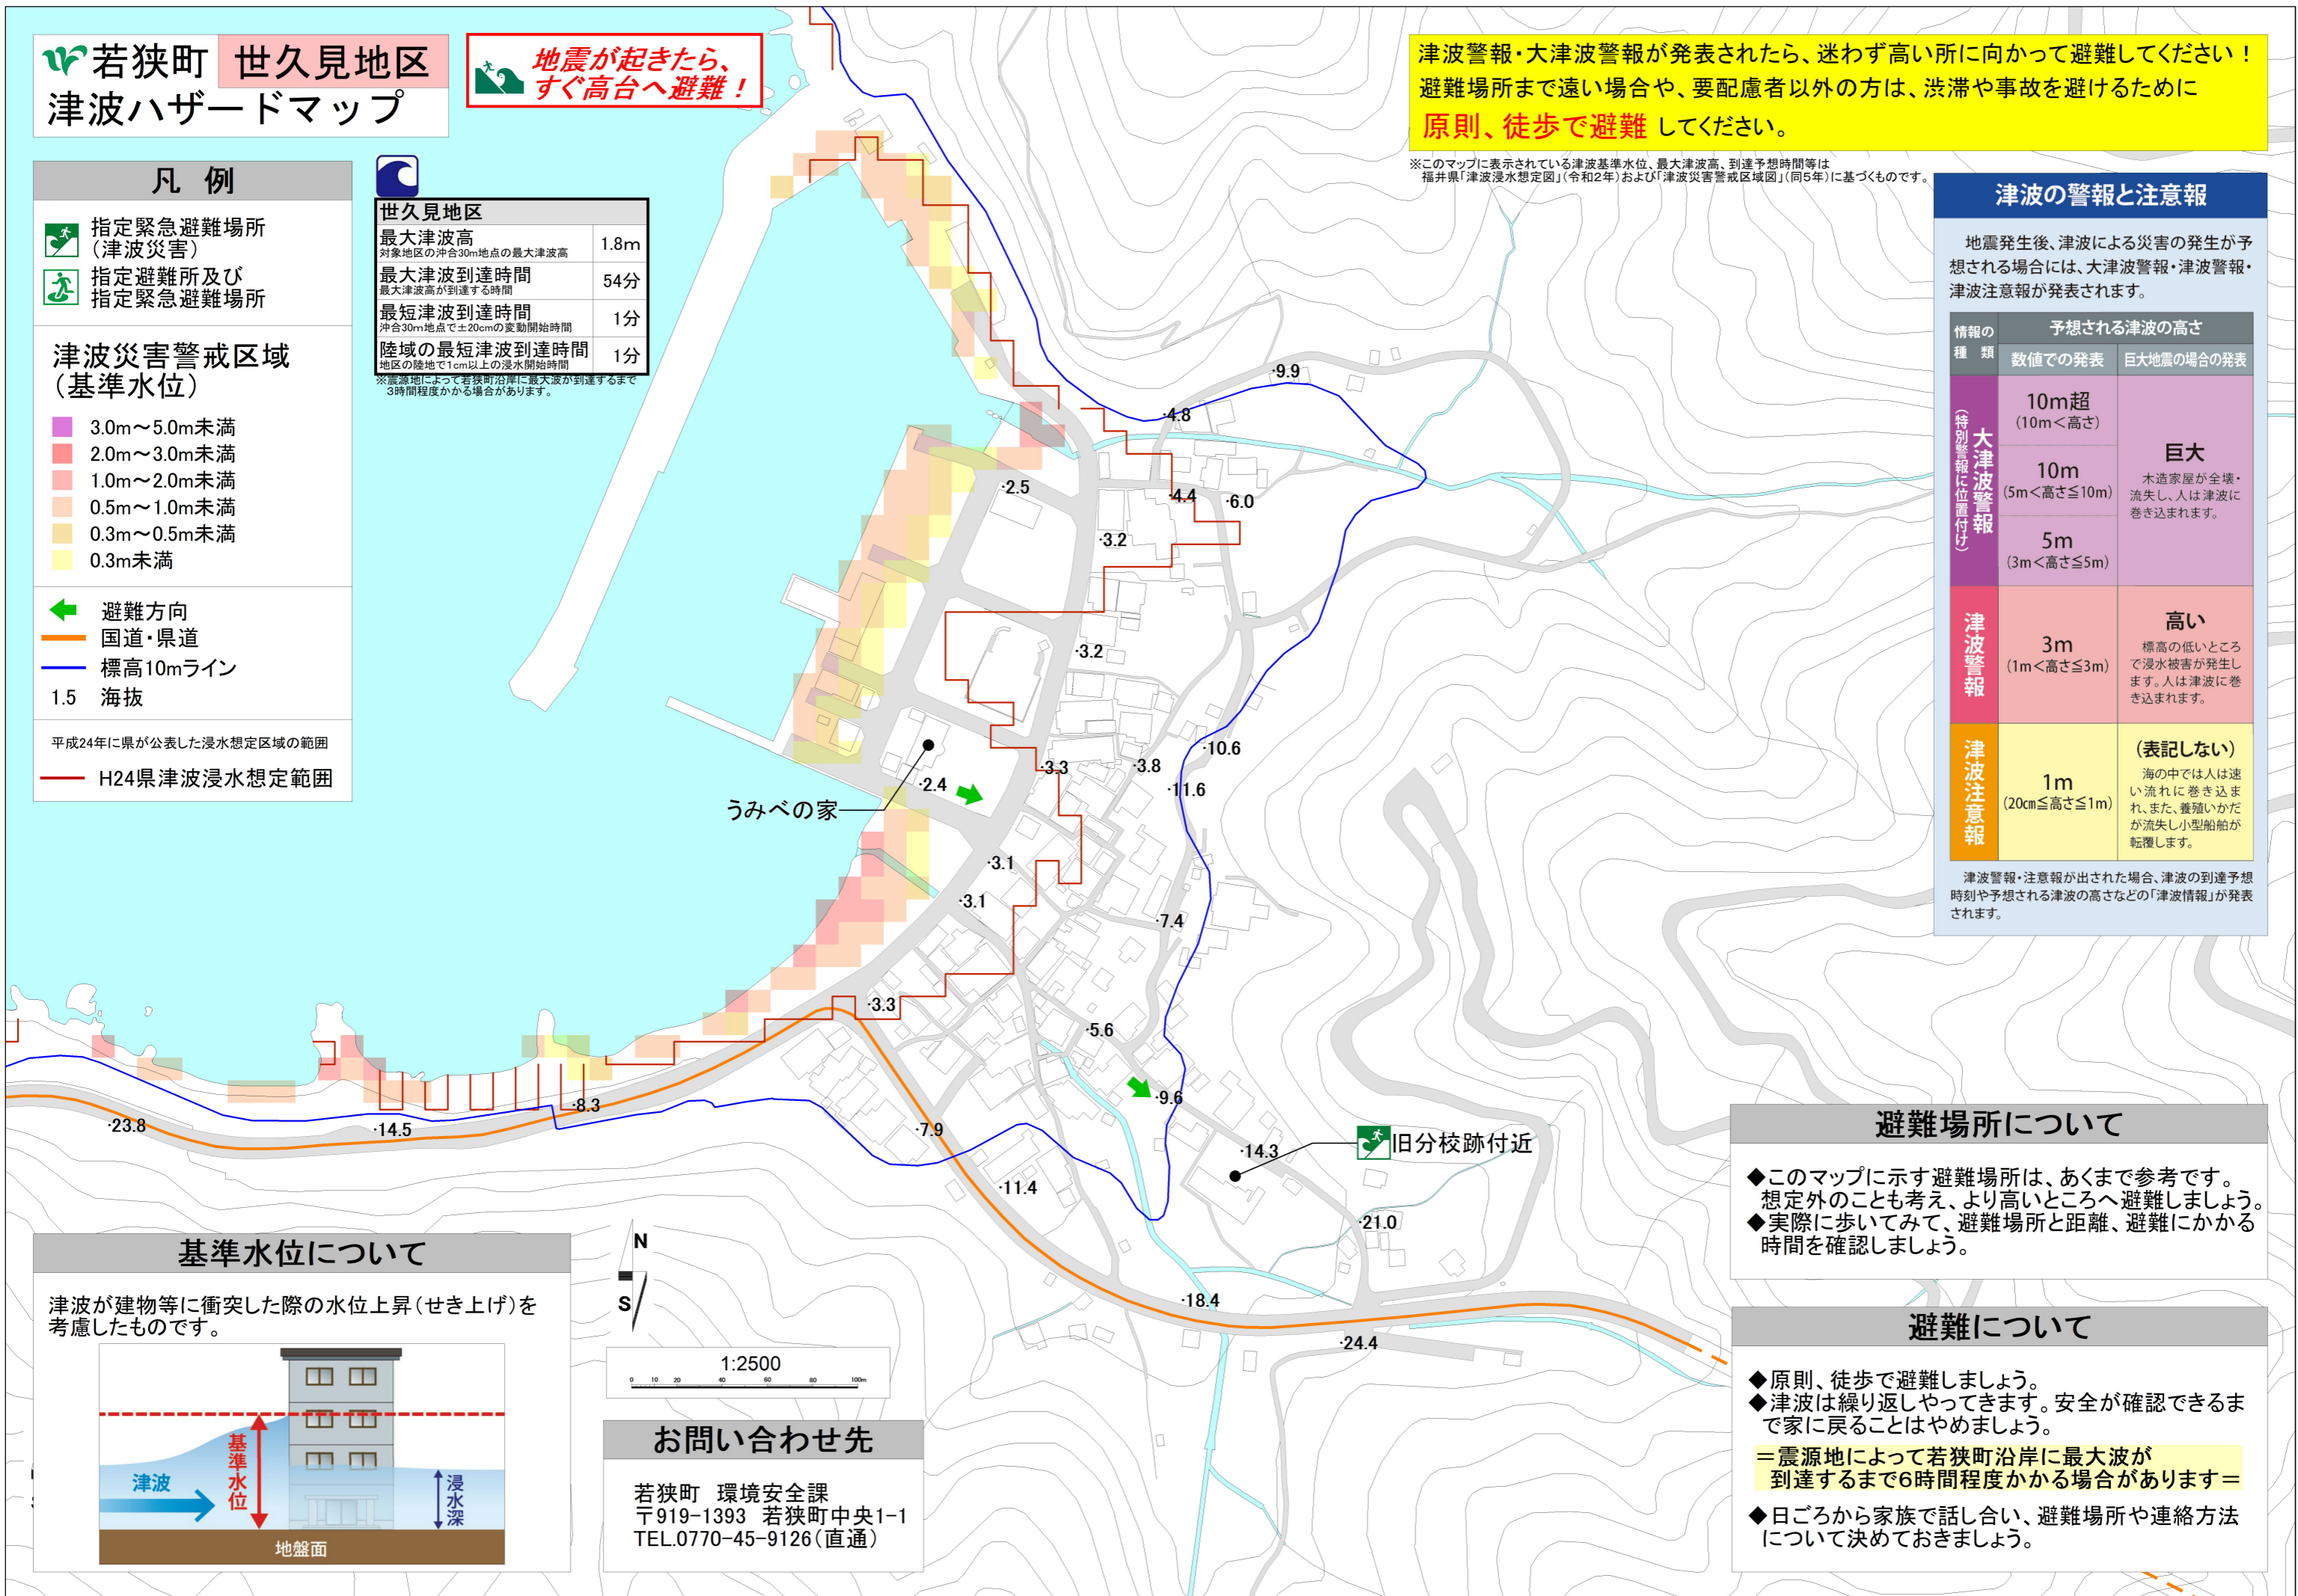 若狭町 世久見地区
津波ハザードマップ
地震が起きたら、
すぐ高台へ避難！
津波警報・大津波警報が発表されたら、迷わず高い所に向かって避難してください！
避難場所まで遠い場合や、要配慮者以外の方は、渋滞や事故を避けるために
原則、徒歩で避難 してください。
※このマップに表示されている津波基準水位、最大津波高、到達予想時間等は
福井県「津波浸水想定図」（令和2年）および「津波災害警戒区域図」（同5年）に基づくものです。
凡 例
指定緊急避難場所
（津波災害）
指定避難所及び
指定緊急避難場所
津波災害警戒区域
（基準水位）
3.0m～5.0m未満
2.0m～3.0m未満
1.0m～2.0m未満
0.5m～1.0m未満
0.3m～0.5m未満
0.3m未満
避難方向
国道・県道
標高10mライン
1.5 海抜
平成24年に県が公表した浸水想定区域の範囲
H24県津波浸水想定範囲
世久見地区
最大津波高 1.8m
対象地区の沖合30m地点の最大津波高
最大津波到達時間 54分
最大津波高が到達する時間
最短津波到達時間 1分
沖合30m地点で±20cmの変動開始時間
陸域の最短津波到達時間 1分
地区の陸地で1cm以上の浸水開始時間
※震源地によって若狭町沿岸に最大波が到達するまで
3時間程度かかる場合があります。
津波の警報と注意報
地震発生後、津波による災害の発生が予
想される場合には、大津波警報・津波警報・
津波注意報が発表されます。
情報の
種 類
予想される津波の高さ
数値での発表 巨大地震の場合の発表
大津波警報
（特別警報に位置付け）
10m超
（10m＜高さ）
10m
（5m＜高さ≦10m）
5m
（3m＜高さ≦5m）
巨大
木造家屋が全壊・
流失し、人は津波に
巻き込まれます。
津波警報
3m
（1m＜高さ≦3m）
高い
標高の低いところ
で浸水被害が発生し
ます。人は津波に巻
き込まれます。
津波注意報
1m
（20cm≦高さ≦1m）
（表記しない）
海の中では人は速
い流れに巻き込ま
れ、また、養殖いかだ
が流失し小型船舶が
転覆します。
津波警報・注意報が出された場合、津波の到達予想
時刻や予想される津波の高さなどの「津波情報」が発表
されます。
·9.9
·4.8
·2.5
·4.4
·6.0
·3.2
·3.2
·10.6
·3.3
·3.8
·2.4
·11.6
うみべの家
·3.1
·3.1
·7.4
·3.3
·5.6
·9.6
·8.3
·23.8
·14.5
·7.9
·14.3
旧分校跡付近
·11.4
·21.0
·18.4
·24.4
基準水位について
津波が建物等に衝突した際の水位上昇（せき上げ）を
考慮したものです。
津波
基準水位
浸水深
地盤面
N
S
1:2500
0 10 20 40 60 80 100m
お問い合わせ先
若狭町 環境安全課
〒919-1393 若狭町中央1-1
TEL.0770-45-9126（直通）
避難場所について
◆このマップに示す避難場所は、あくまで参考です。
想定外のことも考え、より高いところへ避難しましょう。
◆実際に歩いてみて、避難場所と距離、避難にかかる
時間を確認しましょう。
避難について
◆原則、徒歩で避難しましょう。
◆津波は繰り返しやってきます。安全が確認できるま
で家に戻ることはやめましょう。
＝震源地によって若狭町沿岸に最大波が
到達するまで6時間程度かかる場合があります＝
◆日ごろから家族で話し合い、避難場所や連絡方法
について決めておきましょう。